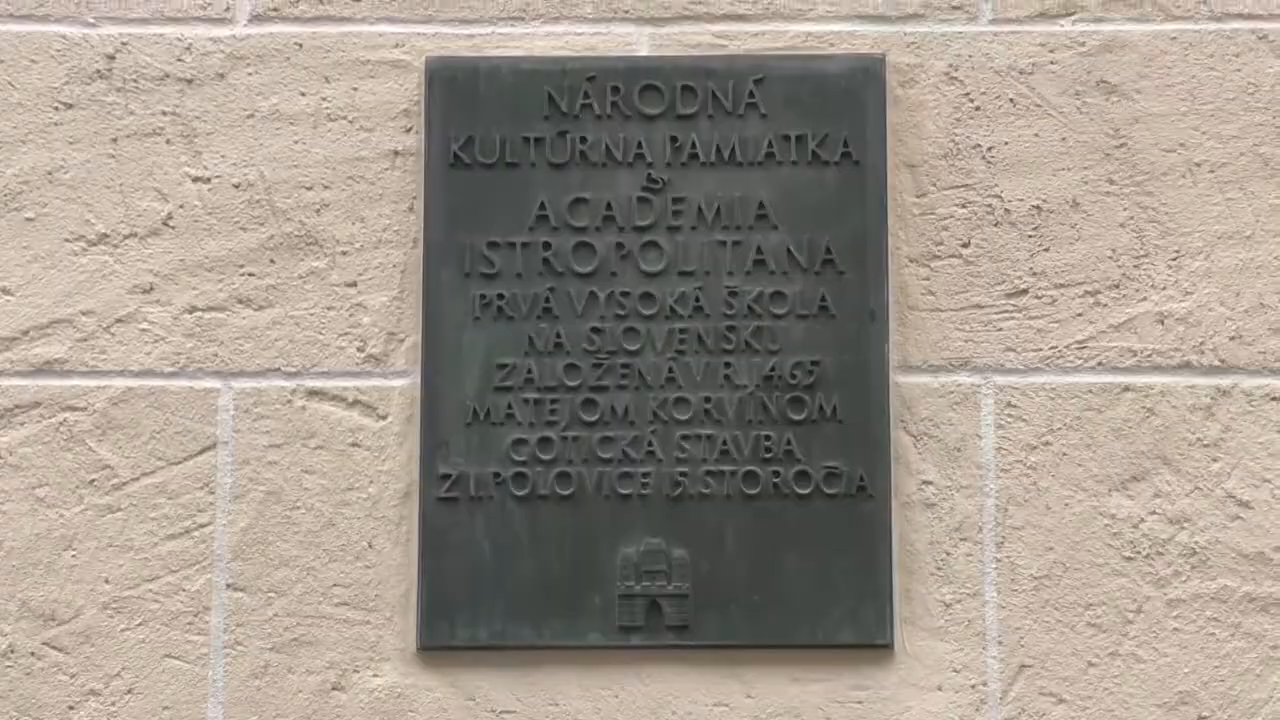 NÁRODNÁ
KULTÚRNA PAMIATKA
ACADEMIA
ISTROPOLITANA
PRVÁ VYSOKÁ ŠKOLA
NA SLOVENSKU
ZALOŽENÁ V R. 1465
MATEJOM KORVÍNOM
GOTICKÁ STAVBA
Z 1. POLOVICE 15. STOROČIA